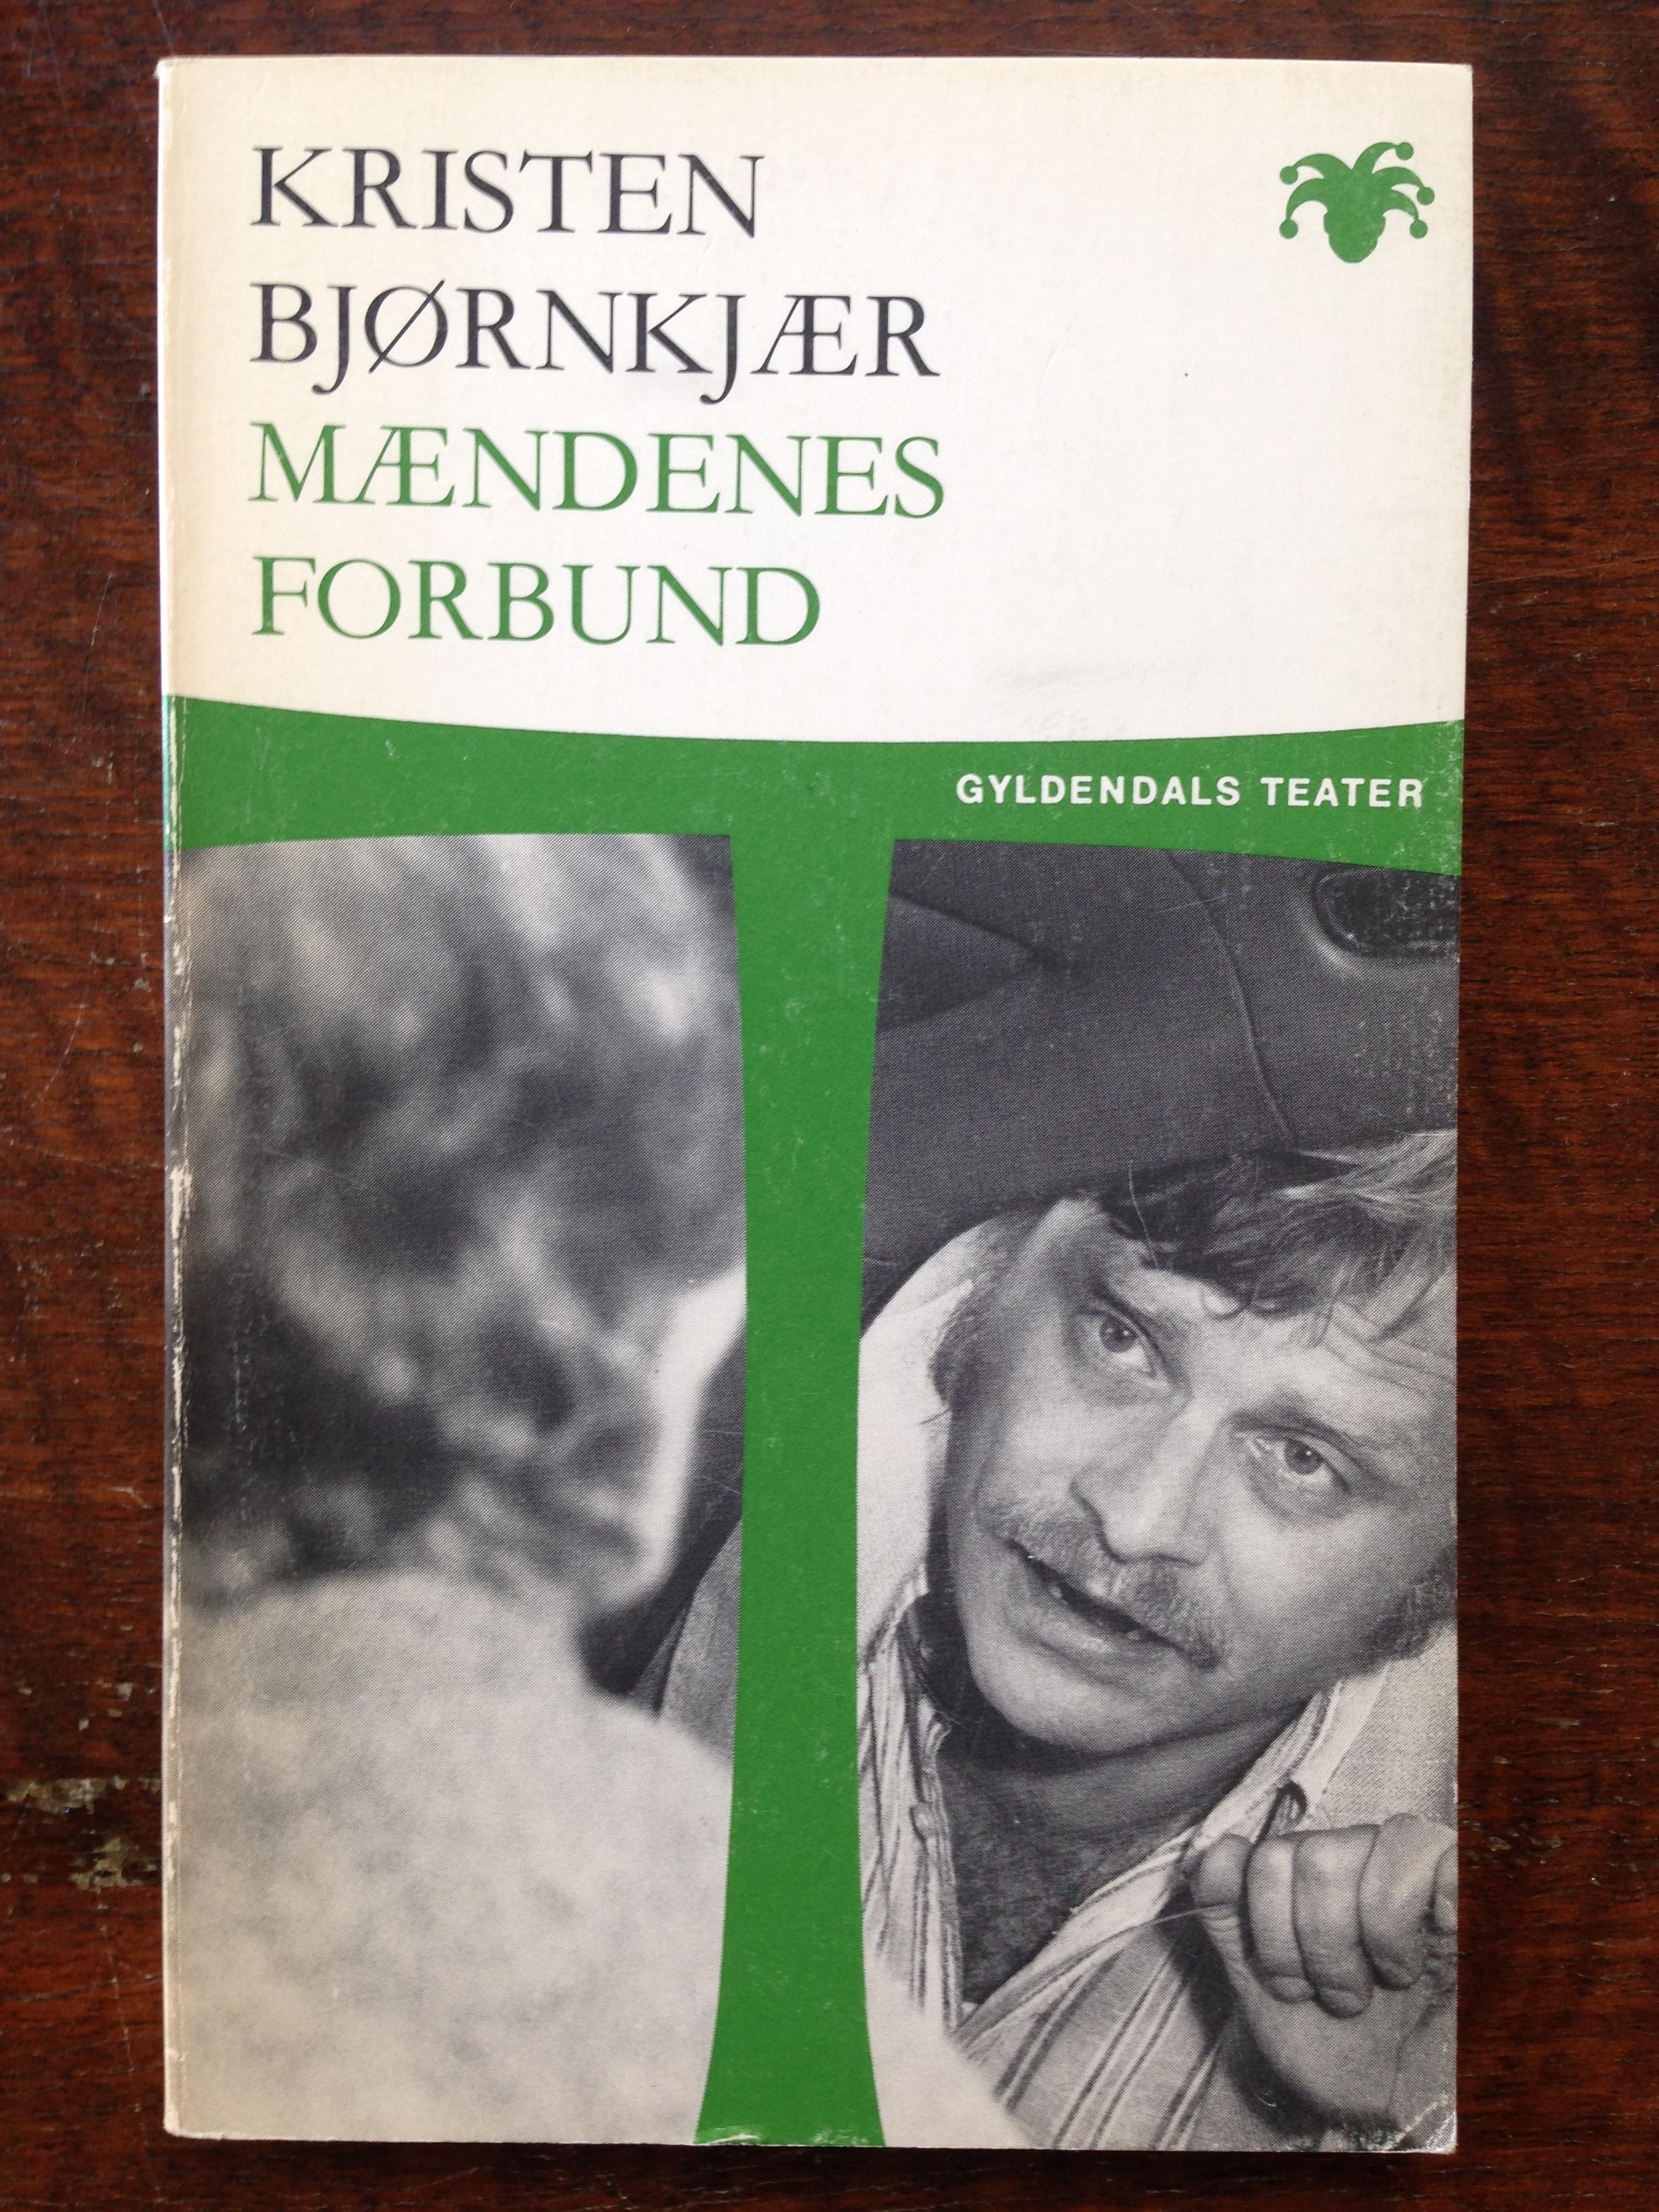 KRISTEN
BJØRNKJÆR
MÆNDENES
FORBUND
GYLDENDALS TEATER